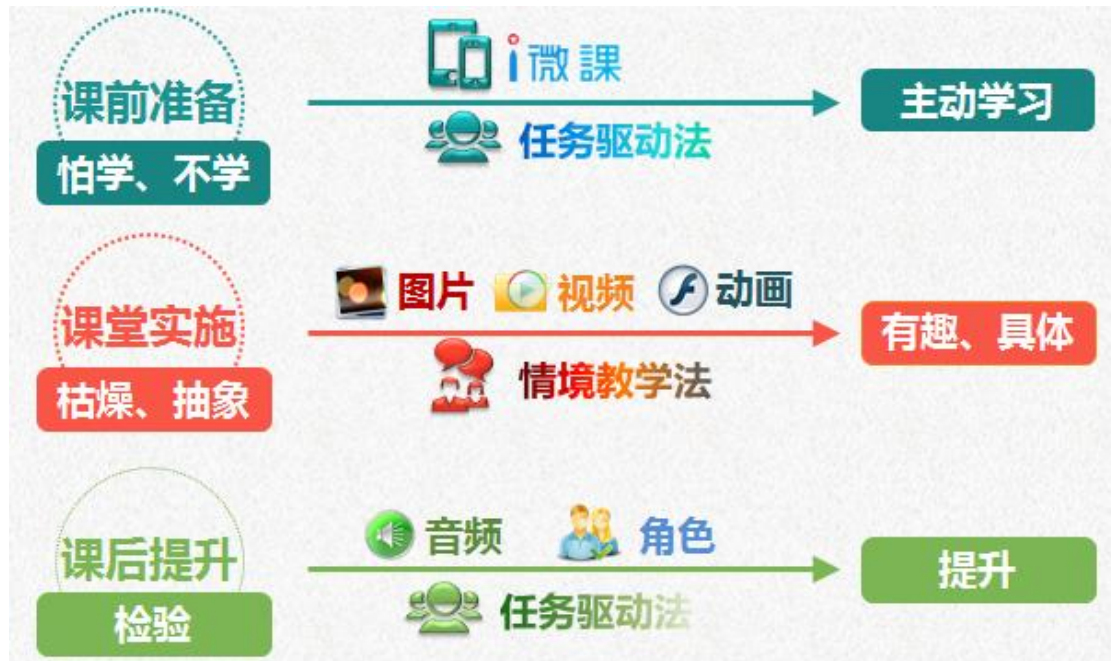 课前准备
怕学、不学
i微課
任务驱动法
主动学习
课堂实施
枯燥、抽象
图片 视频 动画
情境教学法
有趣、具体
课后提升
检验
音频 角色
任务驱动法
提升